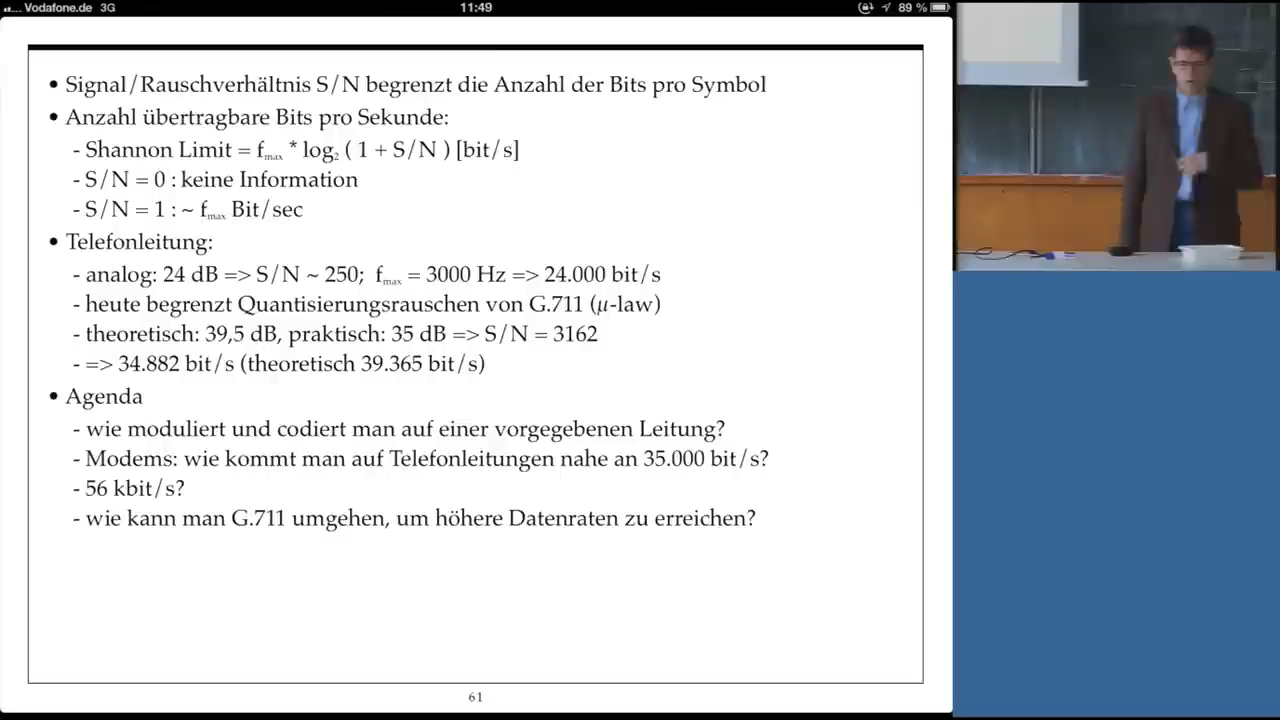 Vodafone.de 3G 11:49 89 %
• Signal/Rauschverhältnis S/N begrenzt die Anzahl der Bits pro Symbol
• Anzahl übertragbare Bits pro Sekunde:
- Shannon Limit = fmax * log2 ( 1 + S/N ) [bit/s]
- S/N = 0 : keine Information
- S/N = 1 : ~ fmax Bit/sec
• Telefonleitung:
- analog: 24 dB => S/N ~ 250; fmax = 3000 Hz => 24.000 bit/s
- heute begrenzt Quantisierungsrauschen von G.711 (µ-law)
- theoretisch: 39,5 dB, praktisch: 35 dB => S/N = 3162
- => 34.882 bit/s (theoretisch 39.365 bit/s)
• Agenda
- wie moduliert und codiert man auf einer vorgegebenen Leitung?
- Modems: wie kommt man auf Telefonleitungen nahe an 35.000 bit/s?
- 56 kbit/s?
- wie kann man G.711 umgehen, um höhere Datenraten zu erreichen?
61